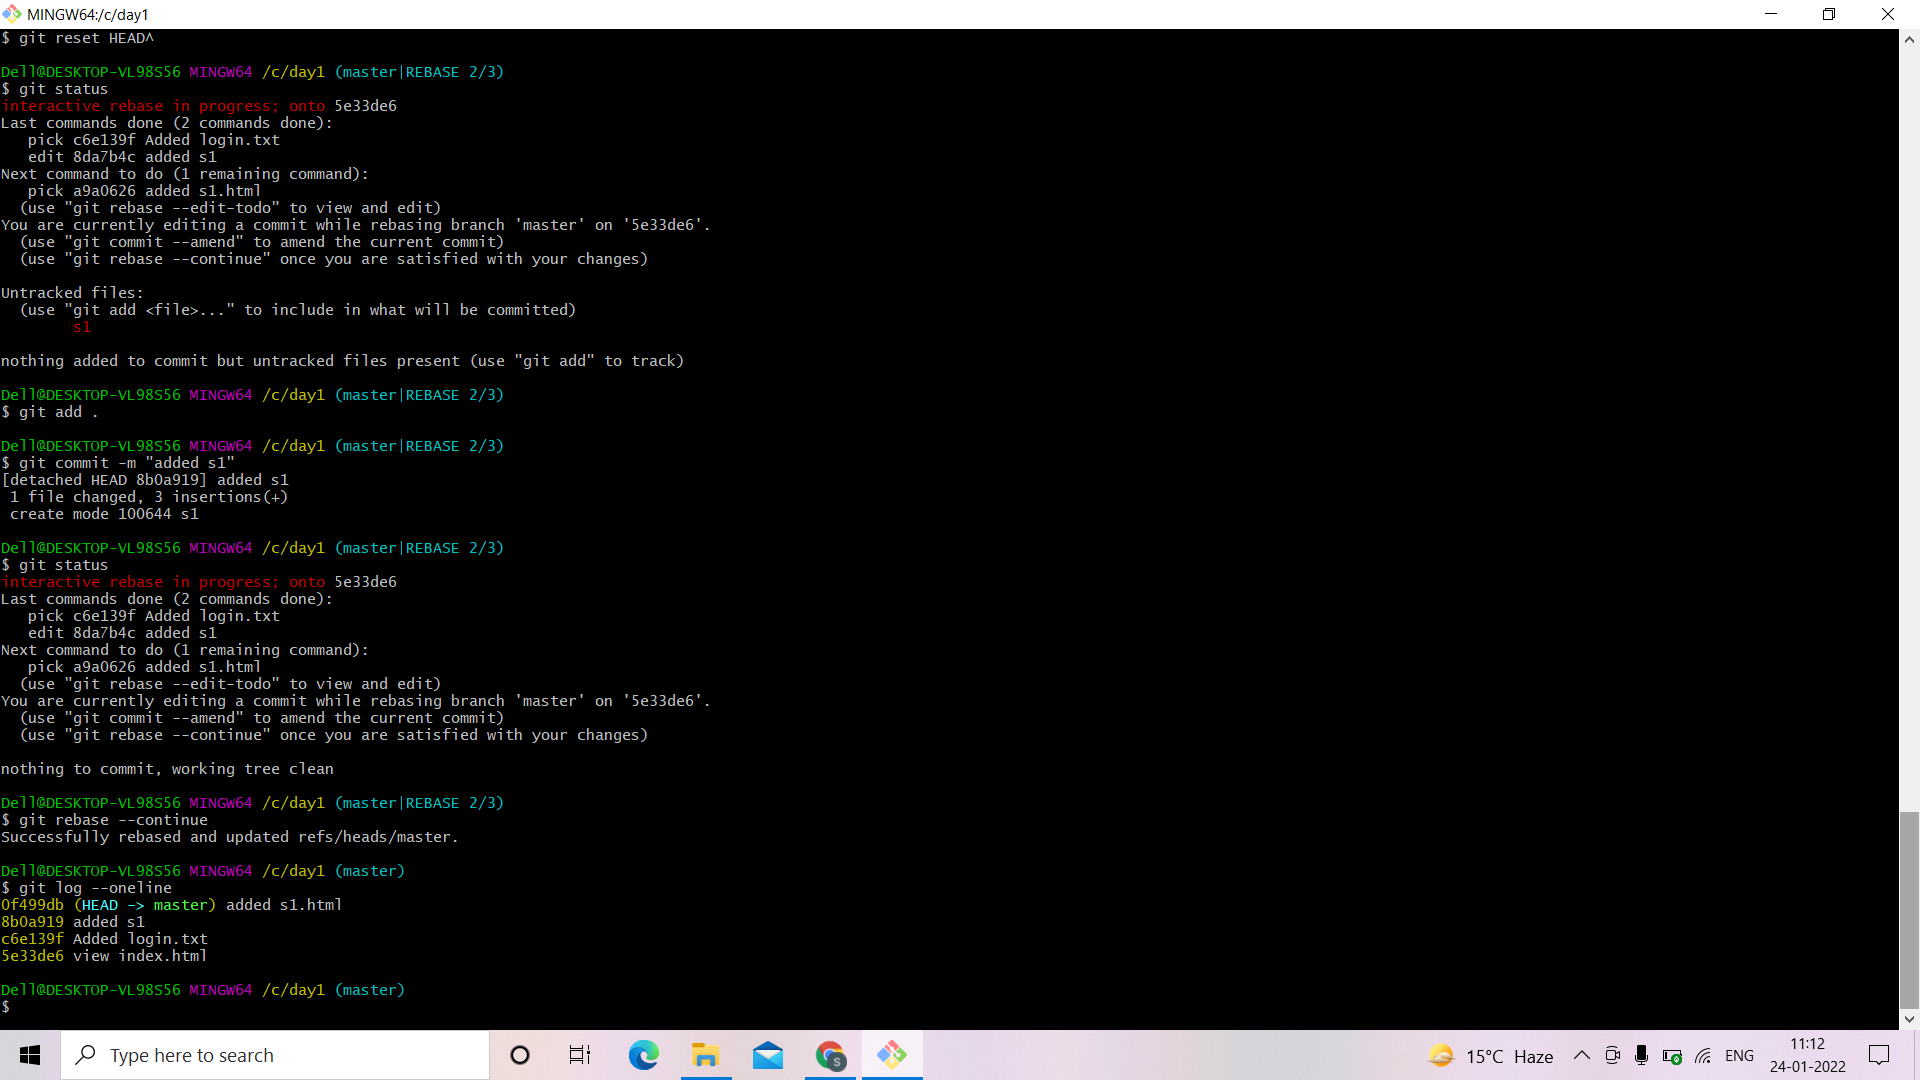 MINGW64:/c/day1
$ git reset HEAD^
Dell@DESKTOP-VL98S56 MINGW64 /c/day1 (master|REBASE 2/3)
$ git status
interactive rebase in progress; onto 5e33de6
Last commands done (2 commands done):
   pick c6e139f Added login.txt
   edit 8da7b4c added s1
Next command to do (1 remaining command):
   pick a9a0626 added s1.html
  (use "git rebase --edit-todo" to view and edit)
You are currently editing a commit while rebasing branch 'master' on '5e33de6'.
  (use "git commit --amend" to amend the current commit)
  (use "git rebase --continue" once you are satisfied with your changes)
Untracked files:
  (use "git add <file>..." to include in what will be committed)
        s1
nothing added to commit but untracked files present (use "git add" to track)
Dell@DESKTOP-VL98S56 MINGW64 /c/day1 (master|REBASE 2/3)
$ git add .
Dell@DESKTOP-VL98S56 MINGW64 /c/day1 (master|REBASE 2/3)
$ git commit -m "added s1"
[detached HEAD 8b0a919] added s1
 1 file changed, 3 insertions(+)
 create mode 100644 s1
Dell@DESKTOP-VL98S56 MINGW64 /c/day1 (master|REBASE 2/3)
$ git status
interactive rebase in progress; onto 5e33de6
Last commands done (2 commands done):
   pick c6e139f Added login.txt
   edit 8da7b4c added s1
Next command to do (1 remaining command):
   pick a9a0626 added s1.html
  (use "git rebase --edit-todo" to view and edit)
You are currently editing a commit while rebasing branch 'master' on '5e33de6'.
  (use "git commit --amend" to amend the current commit)
  (use "git rebase --continue" once you are satisfied with your changes)
nothing to commit, working tree clean
Dell@DESKTOP-VL98S56 MINGW64 /c/day1 (master|REBASE 2/3)
$ git rebase --continue
Successfully rebased and updated refs/heads/master.
Dell@DESKTOP-VL98S56 MINGW64 /c/day1 (master)
$ git log --oneline
0f499db (HEAD -> master) added s1.html
8b0a919 added s1
c6e139f Added login.txt
5e33de6 view index.html
Dell@DESKTOP-VL98S56 MINGW64 /c/day1 (master)
$
Type here to search
S
15°C Haze
ENG
11:12
24-01-2022